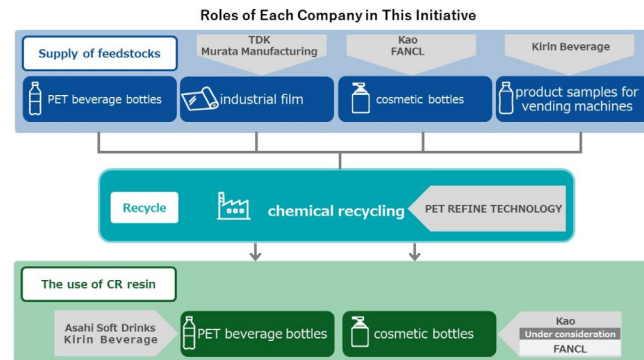 Roles of Each Company in This Initiative
Supply of feedstocks
TDK
Murata Manufacturing
Kao
FANCL
Kirin Beverage
PET beverage bottles
industrial film
cosmetic bottles
product samples for
vending machines
Recycle
chemical recycling
PET REFINE TECHNOLOGY
The use of CR resin
Asahi Soft Drinks
Kirin Beverage
PET beverage bottles
cosmetic bottles
Kao
Under consideration
FANCL